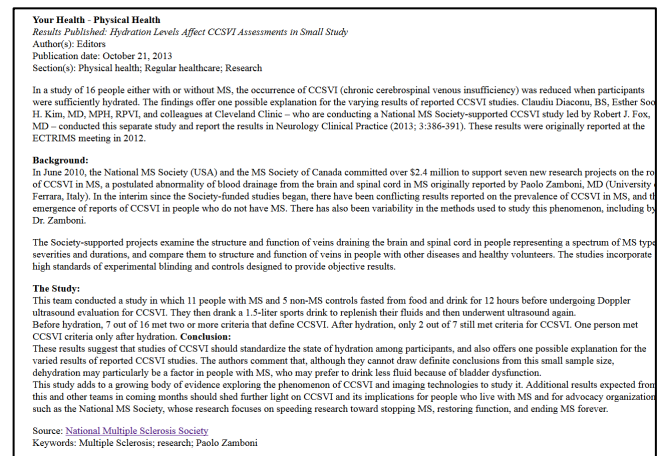 Your Health - Physical Health
Results Published: Hydration Levels Affect CCSVI Assessments in Small Study
Author(s): Editors
Publication date: October 21, 2013
Section(s): Physical health; Regular healthcare; Research
In a study of 16 people either with or without MS, the occurrence of CCSVI (chronic cerebrospinal venous insufficiency) was reduced when participants
were sufficiently hydrated. The findings offer one possible explanation for the varying results of reported CCSVI studies. Claudiu Diaconu, BS, Esther Soo
H. Kim, MD, MPH, RPVI, and colleagues at Cleveland Clinic – who are conducting a National MS Society-supported CCSVI study led by Robert J. Fox,
MD – conducted this separate study and report the results in Neurology Clinical Practice (2013; 3:386-391). These results were originally reported at the
ECTRIMS meeting in 2012.
Background:
In June 2010, the National MS Society (USA) and the MS Society of Canada committed over $2.4 million to support seven new research projects on the ro
of CCSVI in MS, a postulated abnormality of blood drainage from the brain and spinal cord in MS originally reported by Paolo Zamboni, MD (University
Ferrara, Italy). In the interim since the Society-funded studies began, there have been conflicting results reported on the prevalence of CCSVI in MS, and th
emergence of reports of CCSVI in people who do not have MS. There has also been variability in the methods used to study this phenomenon, including by
Dr. Zamboni.
The Society-supported projects examine the structure and function of veins draining the brain and spinal cord in people representing a spectrum of MS type
severities and durations, and compare them to structure and function of veins in people with other diseases and healthy volunteers. The studies incorporate
high standards of experimental blinding and controls designed to provide objective results.
The Study:
This team conducted a study in which 11 people with MS and 5 non-MS controls fasted from food and drink for 12 hours before undergoing Doppler
ultrasound evaluation for CCSVI. They then drank a 1.5-liter sports drink to replenish their fluids and then underwent ultrasound again.
Before hydration, 7 out of 16 met two or more criteria that define CCSVI. After hydration, only 2 out of 7 still met criteria for CCSVI. One person met
CCSVI criteria only after hydration. Conclusion:
These results suggest that studies of CCSVI should standardize the state of hydration among participants, and also offers one possible explanation for the
varied results of reported CCSVI studies. The authors comment that, although they cannot draw definite conclusions from this small sample size,
dehydration may particularly be a factor in people with MS, who may prefer to drink less fluid because of bladder dysfunction.
This study adds to a growing body of evidence exploring the phenomenon of CCSVI and imaging technologies to study it. Additional results expected from
this and other teams in coming months should shed further light on CCSVI and its implications for people who live with MS and for advocacy organization
such as the National MS Society, whose research focuses on speeding research toward stopping MS, restoring function, and ending MS forever.
Source: National Multiple Sclerosis Society
Keywords: Multiple Sclerosis; research; Paolo Zamboni